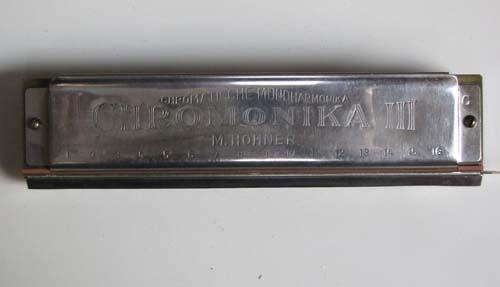 CHROMATISCHE MUNDHARMONIKA
CHROMONIKA III
C
M. HOHNER
1 2 3 4 5 6 7 8 9 10 11 12 13 14 15 16